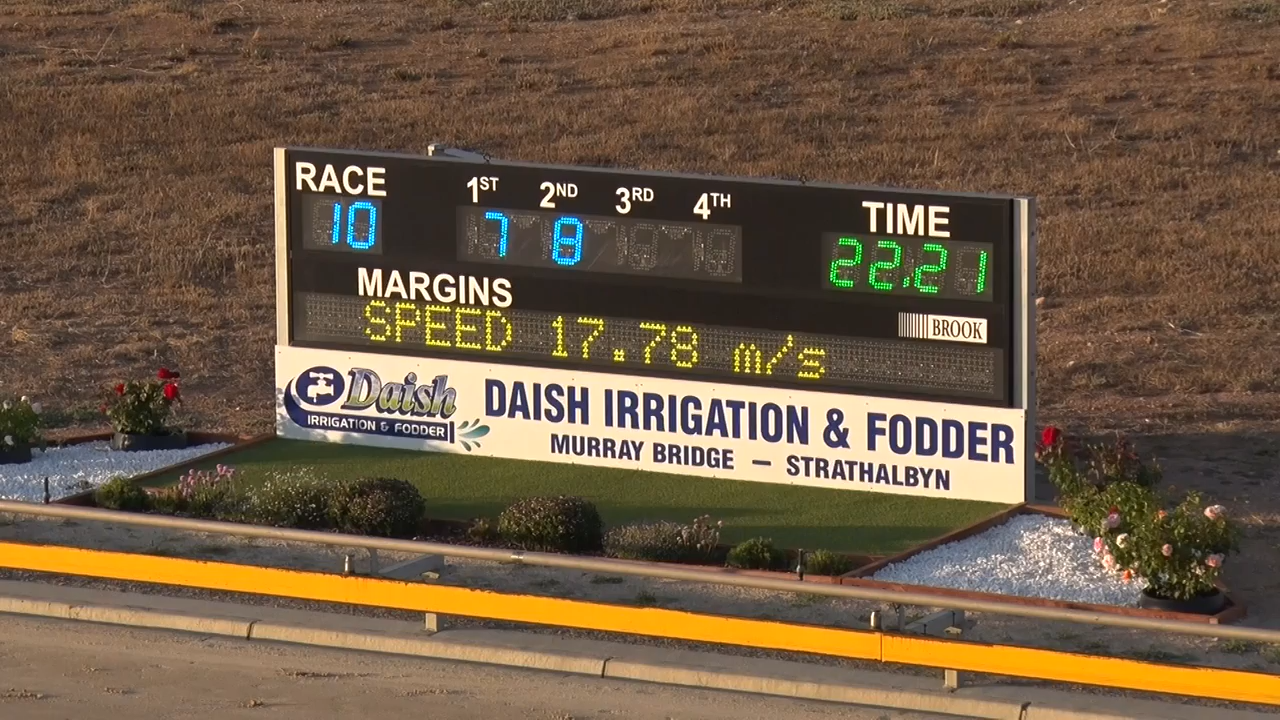 RACE 1ST 2ND 3RD 4TH TIME
10 7 8 22.21
MARGINS
BROOK
SPEED 17.78 m/s
Daish
IRRIGATION & FODDER
DAISH IRRIGATION & FODDER
MURRAY BRIDGE – STRATHALBYN